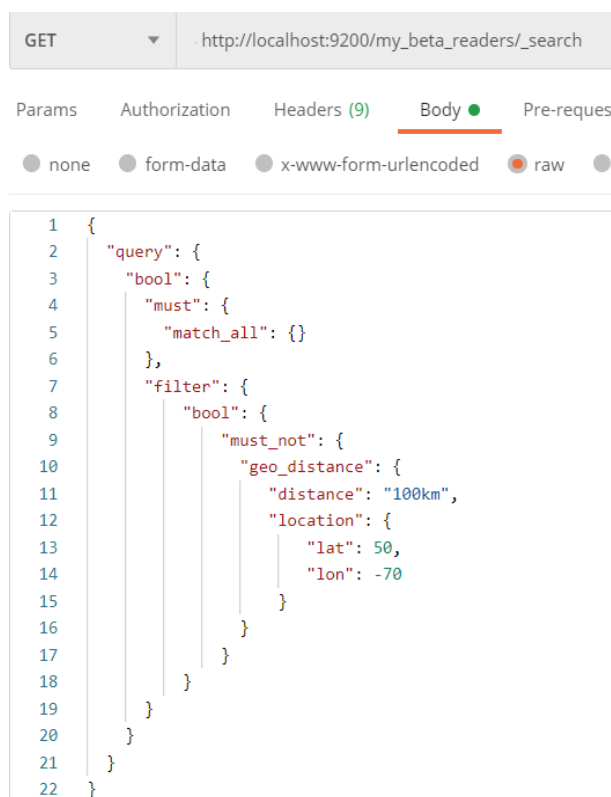 GET http://localhost:9200/my_beta_readers/_search
Params Authorization Headers (9) Body Pre-reques
none form-data x-www-form-urlencoded raw
1 {
2 "query": {
3 "bool": {
4 "must": {
5 "match_all": {}
6 },
7 "filter": {
8 "bool": {
9 "must_not": {
10 "geo_distance": {
11 "distance": "100km",
12 "location": {
13 "lat": 50,
14 "lon": -70
15 }
16 }
17 }
18 }
19 }
20 }
21 }
22 }